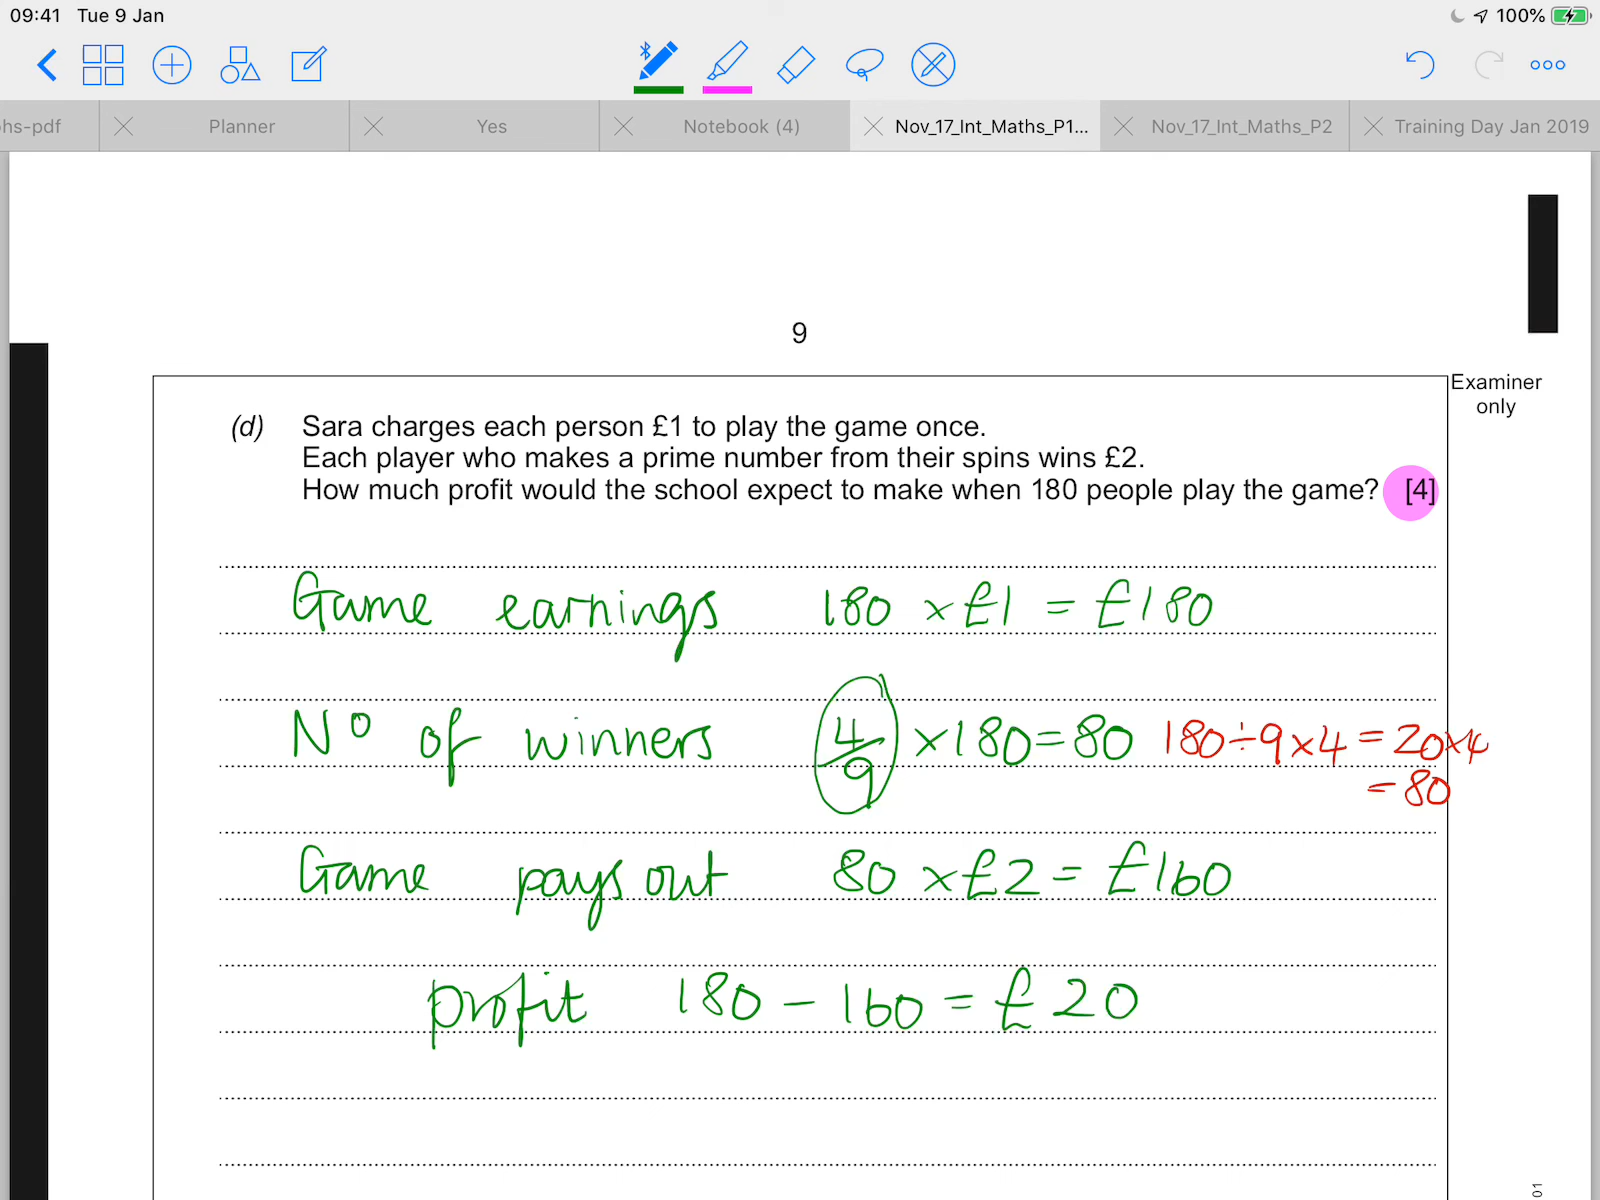 09:41 Tue 9 Jan 100%
hs-pdf Planner Yes Notebook (4) Nov_17_Int_Maths_P1... Nov_17_Int_Maths_P2 Training Day Jan 2019
9
Examiner
only
(d) Sara charges each person £1 to play the game once.
Each player who makes a prime number from their spins wins £2.
How much profit would the school expect to make when 180 people play the game? [4]
Game earnings 180 × £1 = £180
Nº of winners 4/9 × 180 = 80 180 ÷ 9 × 4 = 20 × 4
= 80
Game pays out 80 × £2 = £160
profit 180 – 160 = £20
01